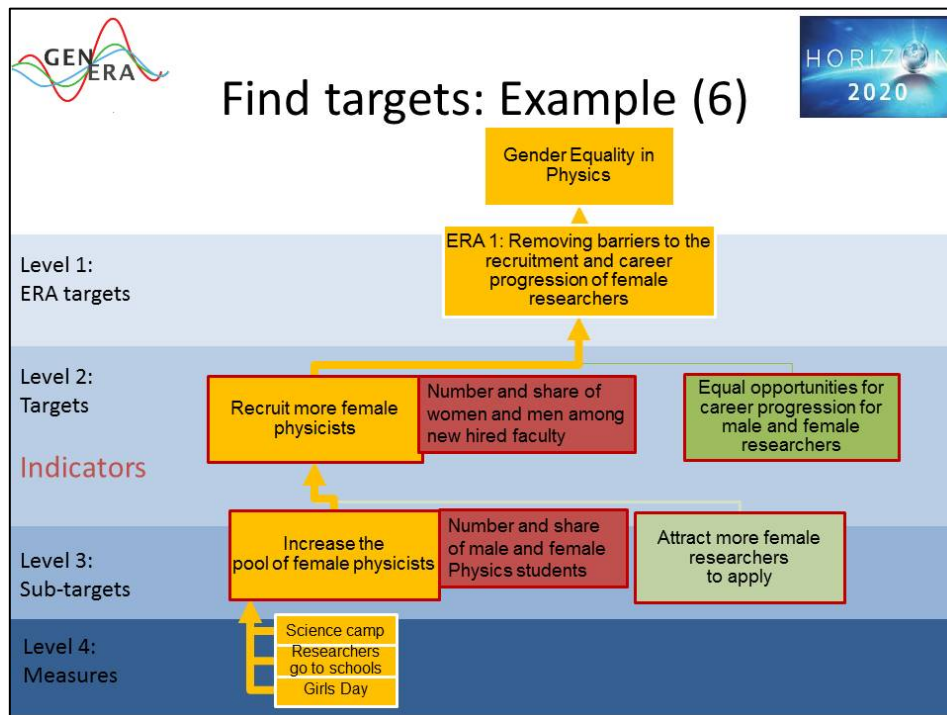 GENERA
HORIZON
2020
Find targets: Example (6)
Gender Equality in
Physics
Level 1:
ERA targets
ERA 1: Removing barriers to the
recruitment and career
progression of female
researchers
Level 2:
Targets
Indicators
Recruit more female
physicists
Number and share of
women and men among
new hired faculty
Equal opportunities for
career progression for
male and female
researchers
Level 3:
Sub-targets
Increase the
pool of female physicists
Number and share
of male and female
Physics students
Attract more female
researchers
to apply
Level 4:
Measures
Science camp
Researchers
go to schools
Girls Day